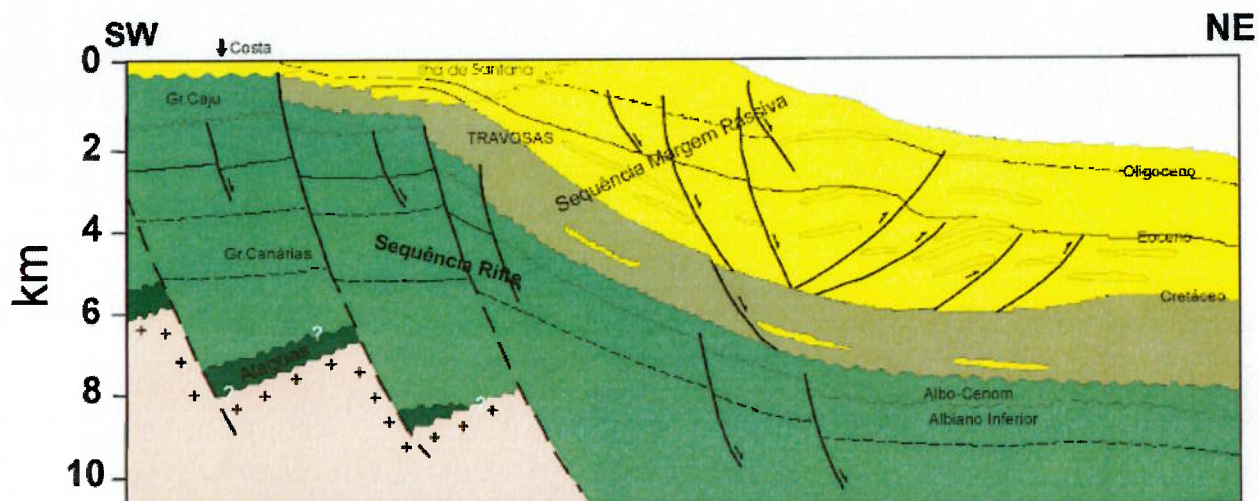 SW
NE
Costa
0
Ilha de Santana
Gr.Caju
TRAVOSAS
2
Sequência Margem Passiva
Oligoceno
4
Sequência Rifte
Gr.Canárias
Eoceno
km
Cretáceo
6
?
Alagoas
?
8
?
Albo-Cenom
Albiano Inferior
10